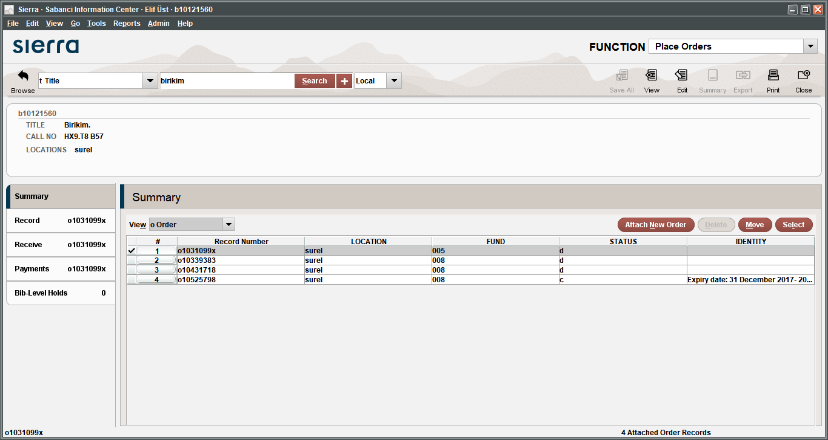 Sierra · Sabancı Information Center · Elif Üst · b10121560
File Edit View Go Tools Reports Admin Help
sierra
FUNCTION Place Orders
Browse t Title birikim Search + Local Save All View Edit Summary Export Print Close
b10121560
TITLE Birikim.
CALL NO HX9.T8 B57
LOCATIONS surel
Summary
Record o1031099x
Receive o1031099x
Payments o1031099x
Bib-Level Holds 0
Summary
View o Order Attach New Order Delete Move Select
# Record Number LOCATION FUND STATUS IDENTITY
1 o1031099x surel 005 d
2 o10339383 surel 008 d
3 o10431718 surel 008 d
4 o10525798 surel 008 c Expiry date: 31 December 2017- 20...
o1031099x 4 Attached Order Records